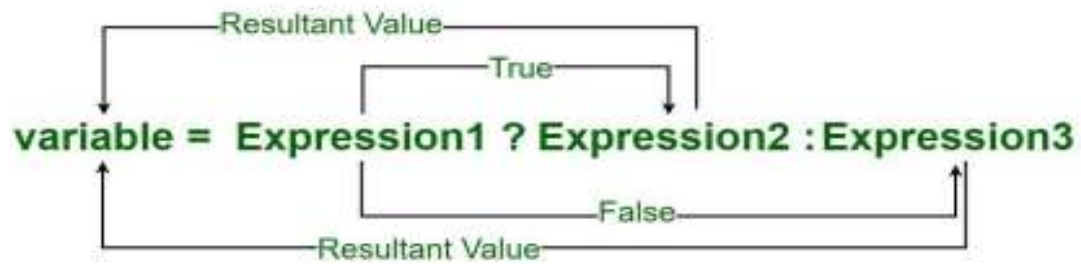 Resultant Value
True
variable = Expression1 ? Expression2 : Expression3
False
Resultant Value